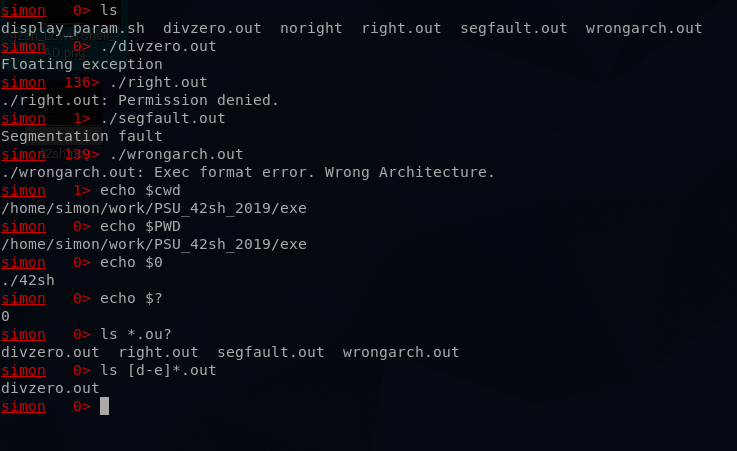 simon   0> ls
display_param.sh  divzero.out  noright  right.out  segfault.out  wrongarch.out
simon   0> ./divzero.out
Floating exception
simon  136> ./right.out
./right.out: Permission denied.
simon   1> ./segfault.out
Segmentation fault
simon  139> ./wrongarch.out
./wrongarch.out: Exec format error. Wrong Architecture.
simon   1> echo $cwd
/home/simon/work/PSU_42sh_2019/exe
simon   0> echo $PWD
/home/simon/work/PSU_42sh_2019/exe
simon   0> echo $0
./42sh
simon   0> echo $?
0
simon   0> ls *.ou?
divzero.out  right.out  segfault.out  wrongarch.out
simon   0> ls [d-e]*.out
divzero.out
simon   0>